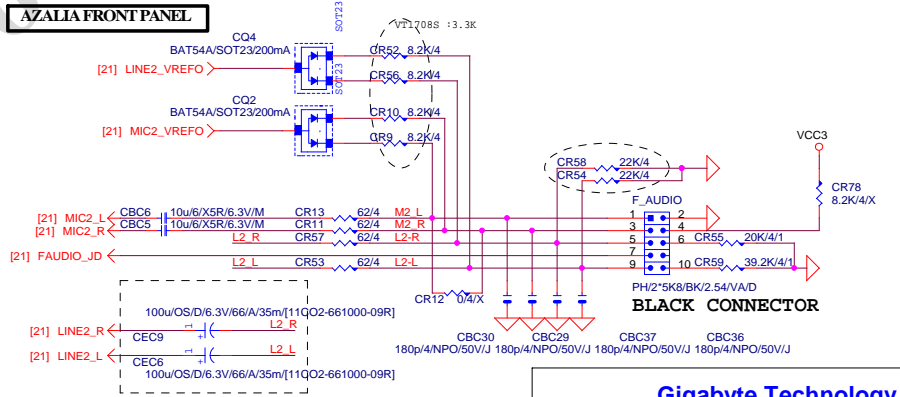 AZALIA FRONT PANEL
SOT23
VT1708S :3.3K
CQ4
BAT54A/SOT23/200mA
CR52 8.2K/4
[21] LINE2_VREFO
SOT23
CR56 8.2K/4
CQ2
BAT54A/SOT23/200mA
CR10 8.2K/4
[21] MIC2_VREFO
CR9 8.2K/4
VCC3
CR58 22K/4
CR54 22K/4
CR78
8.2K/4/X
F_AUDIO
[21] MIC2_L CBC6 10u/6/X5R/6.3V/M CR13 62/4 M2_L 1 2
[21] MIC2_R CBC5 10u/6/X5R/6.3V/M CR11 62/4 M2_R 3 4
L2_R CR57 62/4 L2-R 5 6 CR55 20K/4/1
[21] FAUDIO_JD 7
L2_L CR53 62/4 L2-L 9 10 CR59 39.2K/4/1
CR12 0/4/X
PH/2*5K8/BK/2.54/VA/D
BLACK CONNECTOR
100u/OS/D/6.3V/66/A/35m/[11CO2-661000-09R]
[21] LINE2_R 1 + L2_R
CEC9
[21] LINE2_L 1 + L2_L
CEC6
100u/OS/D/6.3V/66/A/35m/[11CO2-661000-09R]
CBC30 CBC29 CBC37 CBC36
180p/4/NPO/50V/J 180p/4/NPO/50V/J 180p/4/NPO/50V/J 180p/4/NPO/50V/J
Gigabyte Technology